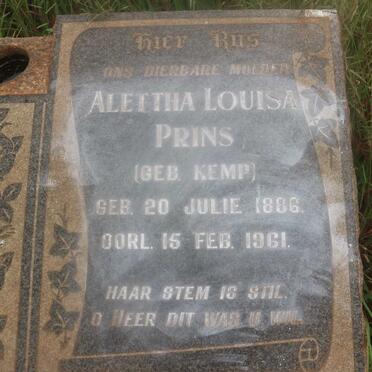 Hier Rus
ONS DIERBARE MOEDER
ALETTHA LOUISA
PRINS
(GEB. KEMP)
GEB. 20 JULIE 1886.
OORL. 15 FEB. 1961.
HAAR STEM IS STIL.
O HEER DIT WAS U WIL.